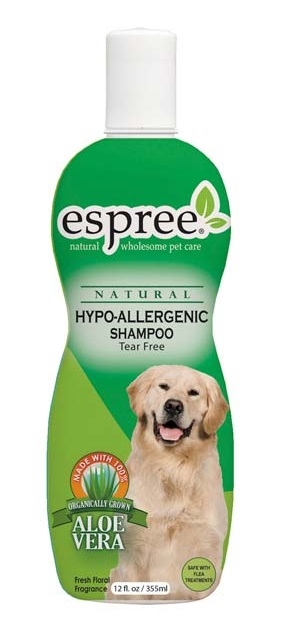 espree®
natural wholesome pet care
NATURAL
HYPO-ALLERGENIC
SHAMPOO
Tear Free
MADE WITH 100%
ORGANICALLY GROWN
ALOE
VERA
Fresh Floral
Fragrance
12 fl. oz / 355ml
SAFE WITH
FLEA
TREATMENTS